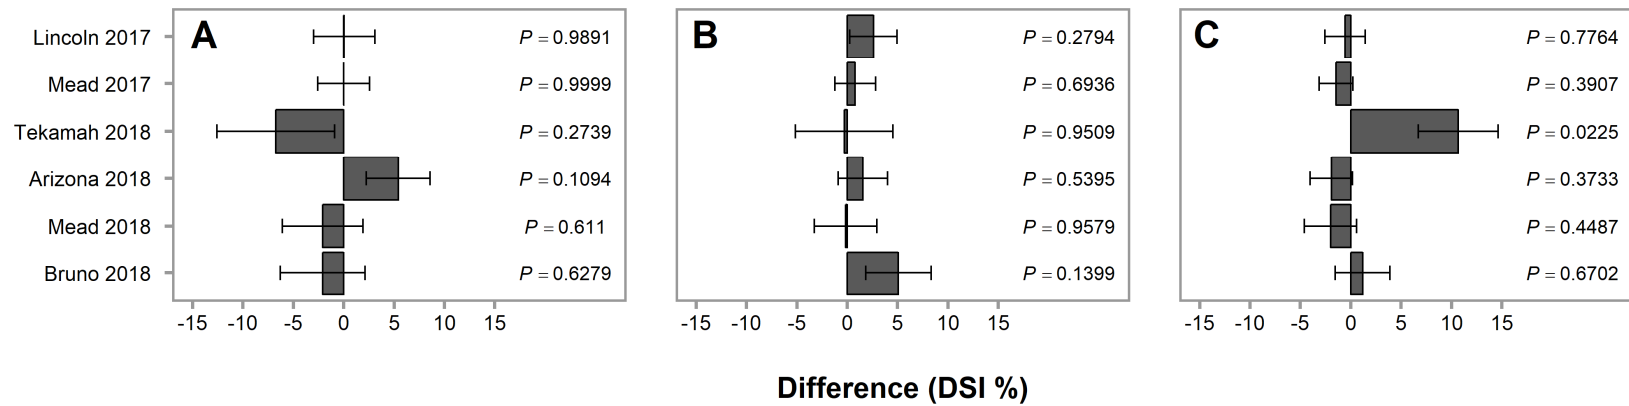 A
B
C
Lincoln 2017 P = 0.9891 P = 0.2794 P = 0.7764
Mead 2017 P = 0.9999 P = 0.6936 P = 0.3907
Tekamah 2018 P = 0.2739 P = 0.9509 P = 0.0225
Arizona 2018 P = 0.1094 P = 0.5395 P = 0.3733
Mead 2018 P = 0.611 P = 0.9579 P = 0.4487
Bruno 2018 P = 0.6279 P = 0.1399 P = 0.6702
-15 -10 -5 0 5 10 15 -15 -10 -5 0 5 10 15 -15 -10 -5 0 5 10 15
Difference (DSI %)